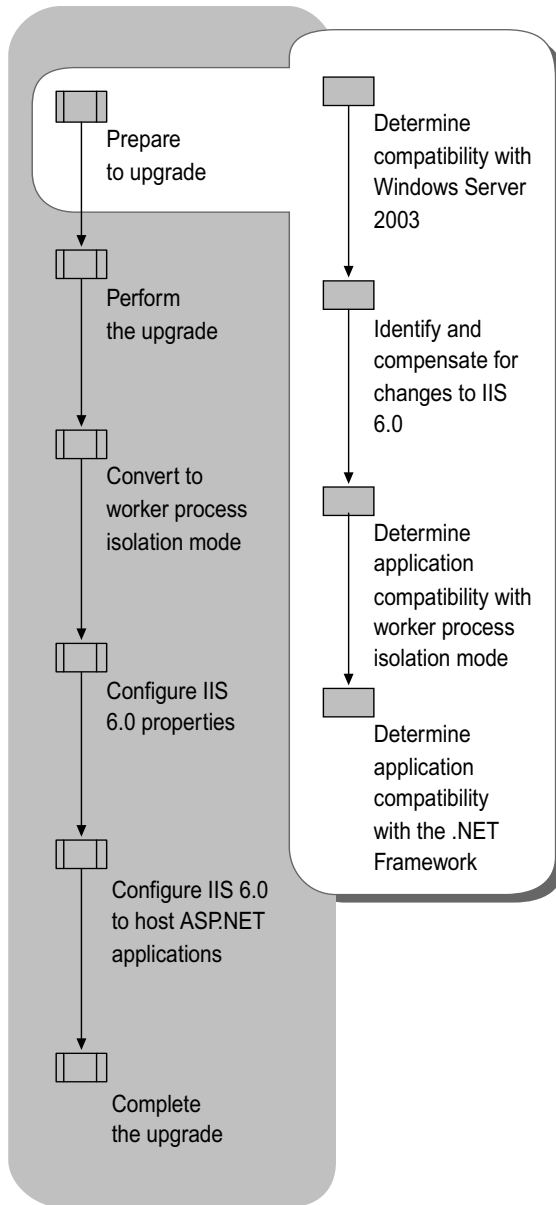 Prepare
to upgrade
Perform
the upgrade
Convert to
worker process
isolation mode
Configure IIS
6.0 properties
Configure IIS 6.0
to host ASP.NET
applications
Complete
the upgrade
Determine
compatibility with
Windows Server
2003
Identify and
compensate for
changes to IIS
6.0
Determine
application
compatibility with
worker process
isolation mode
Determine
application
compatibility
with the .NET
Framework